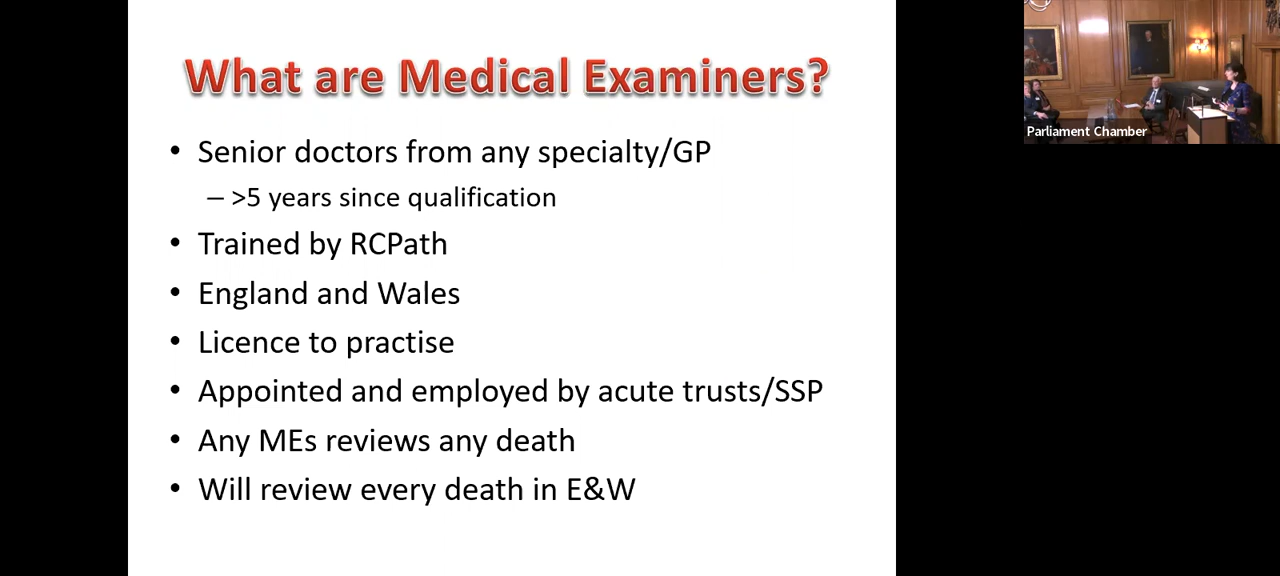 What are Medical Examiners?
• Senior doctors from any specialty/GP
– >5 years since qualification
• Trained by RCPath
• England and Wales
• Licence to practise
• Appointed and employed by acute trusts/SSP
• Any MEs reviews any death
• Will review every death in E&W
Parliament Chamber